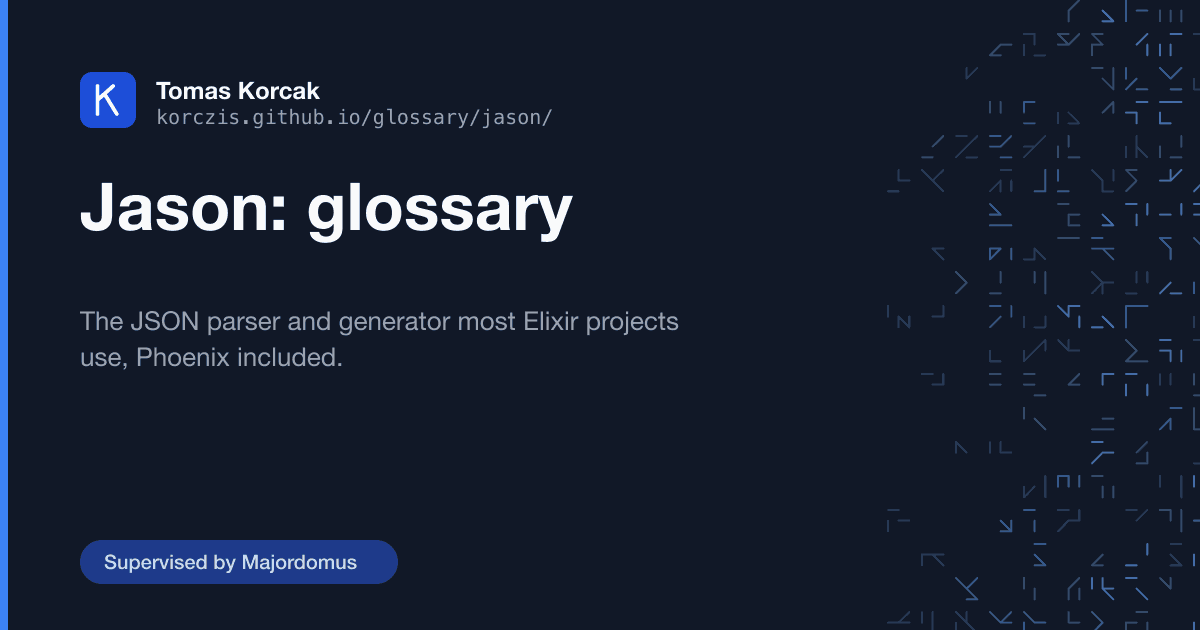 K
Tomas Korcak
korczis.github.io/glossary/jason/
Jason: glossary
The JSON parser and generator most Elixir projects
use, Phoenix included.
Supervised by Majordomus